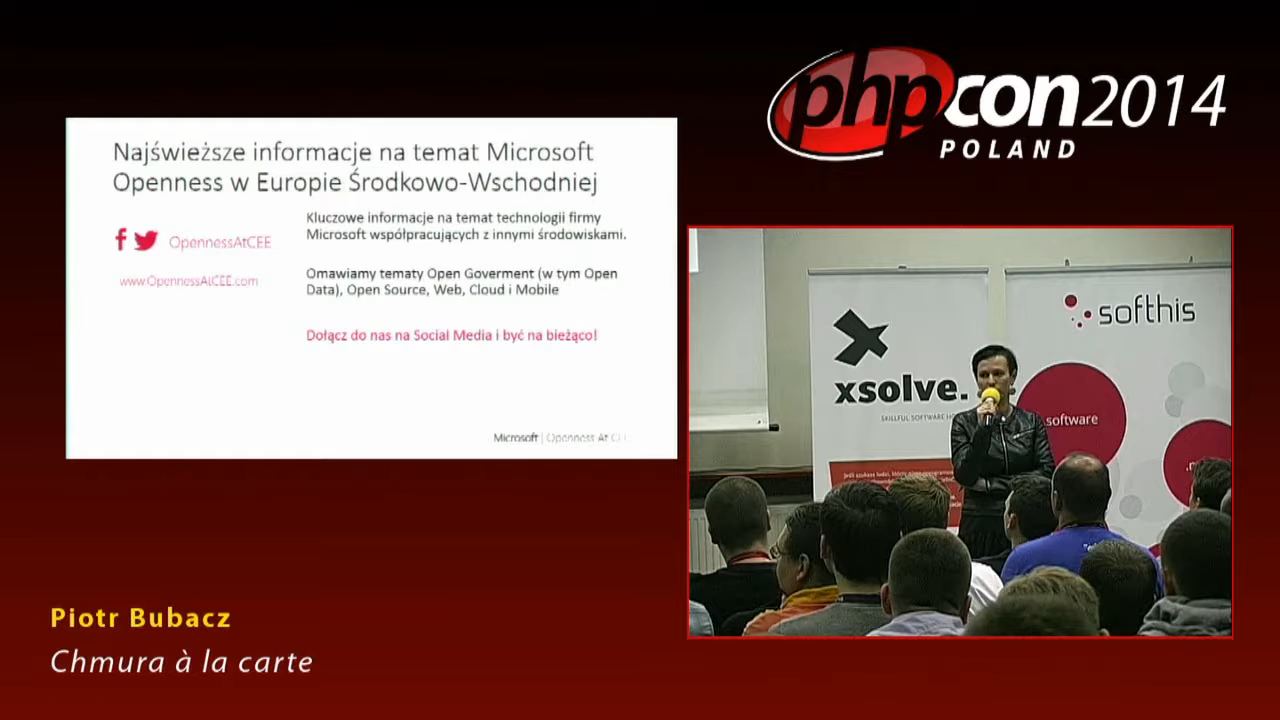 phpcon2014
POLAND
Najświeższe informacje na temat Microsoft
Openness w Europie Środkowo-Wschodniej
OpennessAtCEE
www.OpennessAtCEE.com
Kluczowe informacje na temat technologii firmy
Microsoft współpracujących z innymi środowiskami.
Omawiamy tematy Open Goverment (w tym Open
Data), Open Source, Web, Cloud i Mobile
Dołącz do nas na Social Media i być na bieżąco!
Microsoft | Openness At CEE
xsolve.
SKILLFUL SOFTWARE
softhis
software
Piotr Bubacz
Chmura à la carte